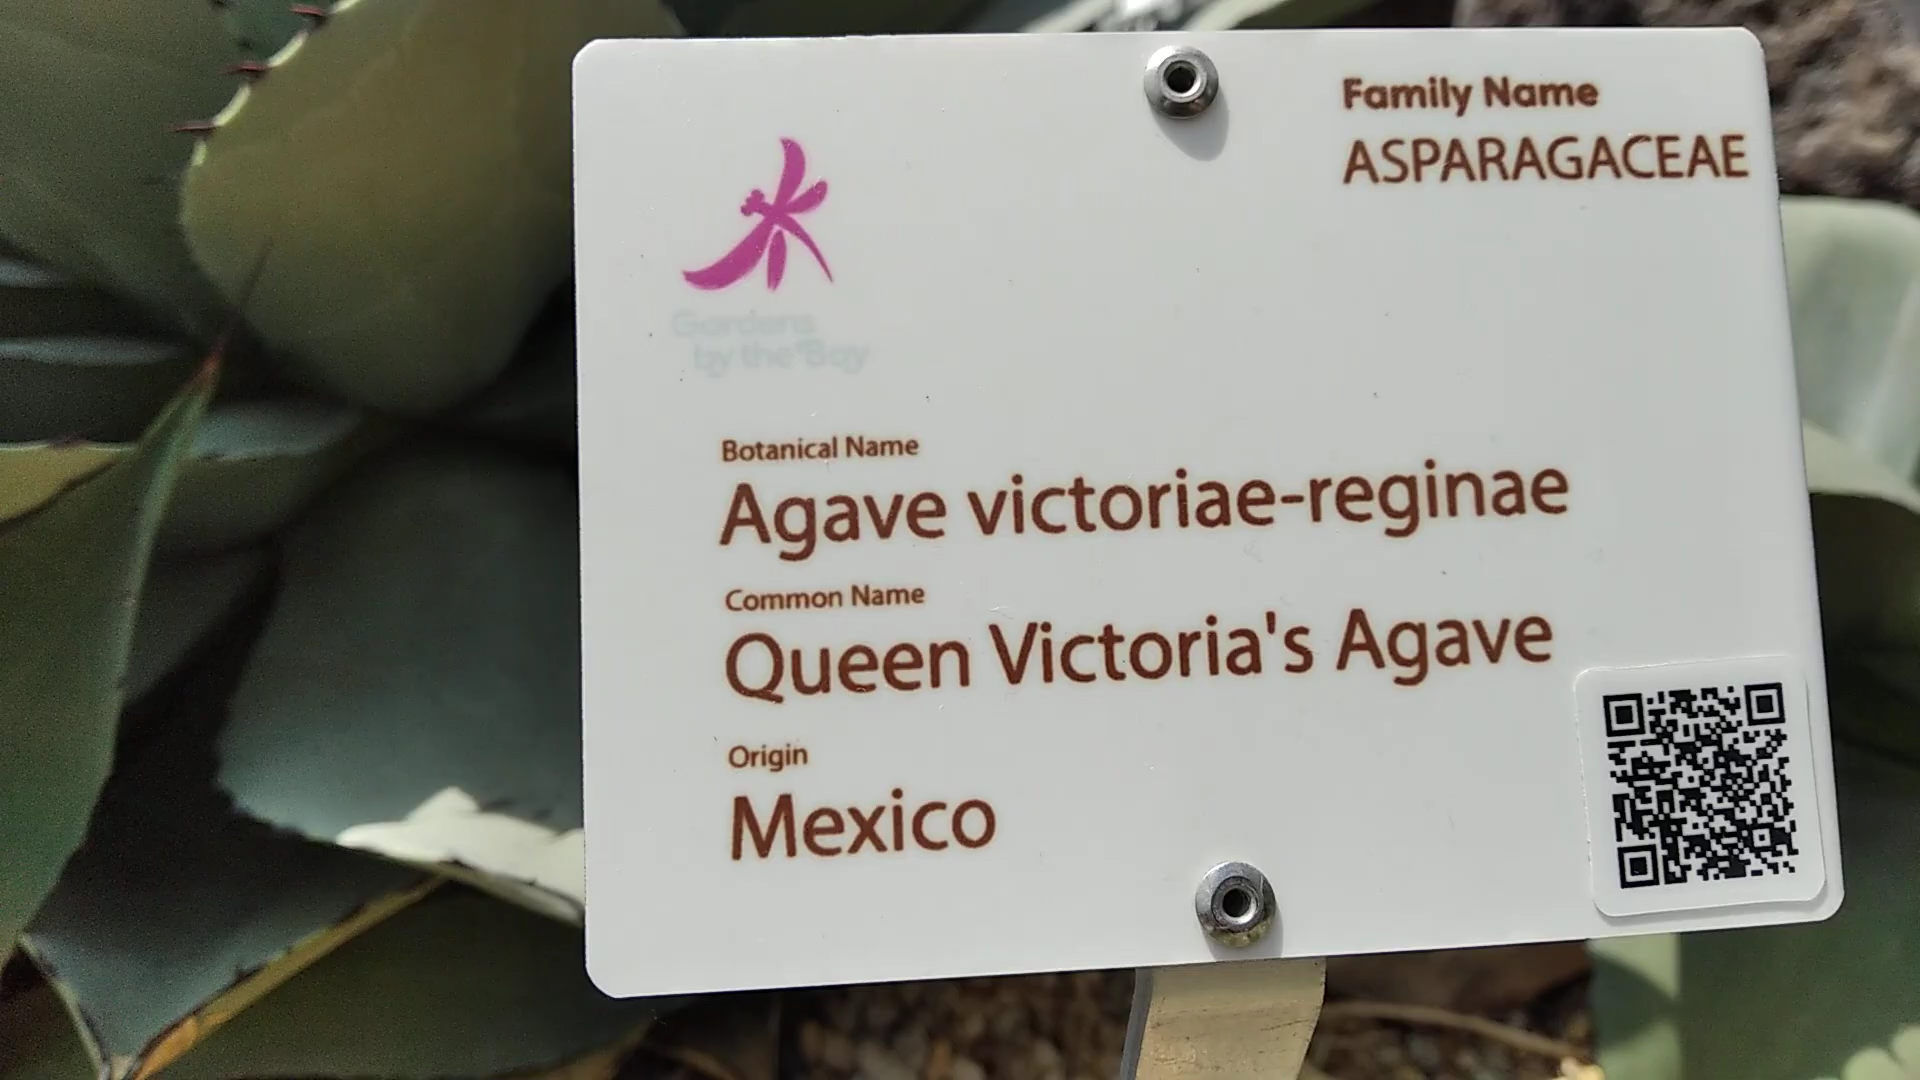 Family Name
ASPARAGACEAE
Gardens
by the Bay
Botanical Name
Agave victoriae-reginae
Common Name
Queen Victoria's Agave
Origin
Mexico